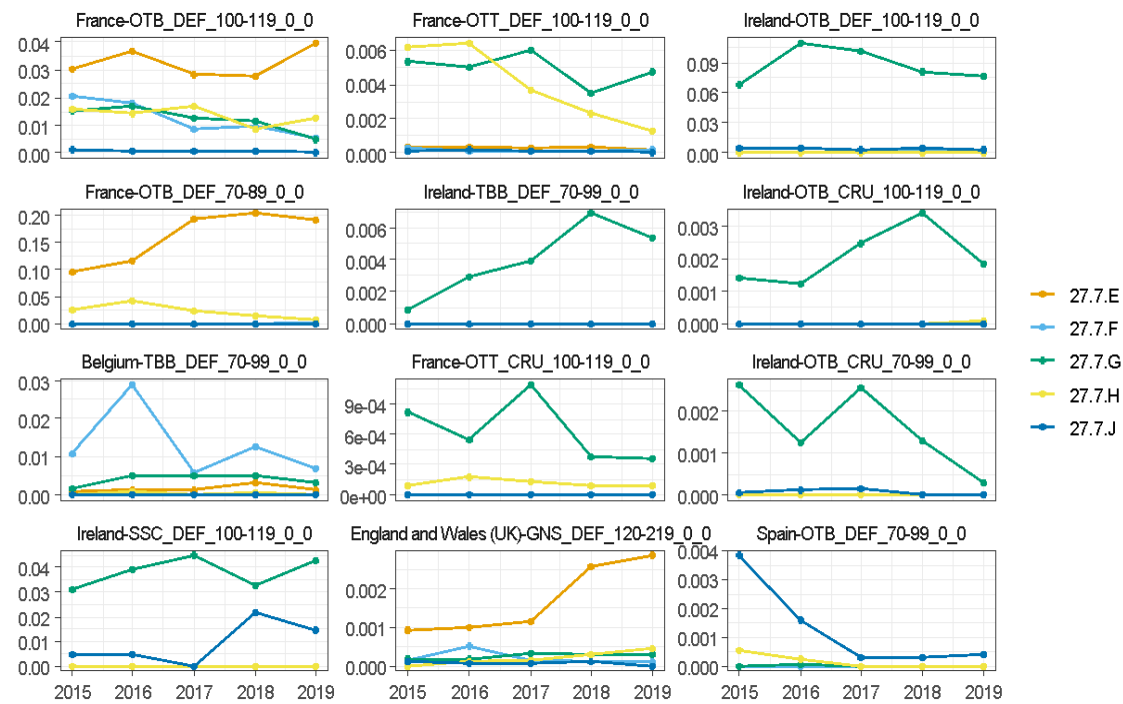 France-OTB_DEF_100-119_0_0
France-OTT_DEF_100-119_0_0
Ireland-OTB_DEF_100-119_0_0
0.04
0.03
0.02
0.01
0.00
0.006
0.004
0.002
0.000
0.09
0.06
0.03
0.00
France-OTB_DEF_70-89_0_0
Ireland-TBB_DEF_70-99_0_0
Ireland-OTB_CRU_100-119_0_0
0.20
0.15
0.10
0.05
0.00
0.006
0.004
0.002
0.000
0.003
0.002
0.001
0.000
Belgium-TBB_DEF_70-99_0_0
France-OTT_CRU_100-119_0_0
Ireland-OTB_CRU_70-99_0_0
0.03
0.02
0.01
0.00
9e-04
6e-04
3e-04
0e+00
0.002
0.001
0.000
Ireland-SSC_DEF_100-119_0_0
England and Wales (UK)-GNS_DEF_120-219_0_0
Spain-OTB_DEF_70-99_0_0
0.04
0.03
0.02
0.01
0.00
0.002
0.001
0.000
0.004
0.003
0.002
0.001
0.000
2015 2016 2017 2018 2019
2015 2016 2017 2018 2019
2015 2016 2017 2018 2019
27.7.E
27.7.F
27.7.G
27.7.H
27.7.J